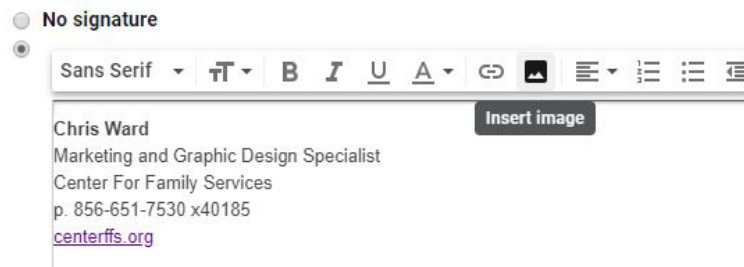 No signature
Sans Serif
B I U A
Insert image
Chris Ward
Marketing and Graphic Design Specialist
Center For Family Services
p. 856-651-7530 x40185
centerffs.org